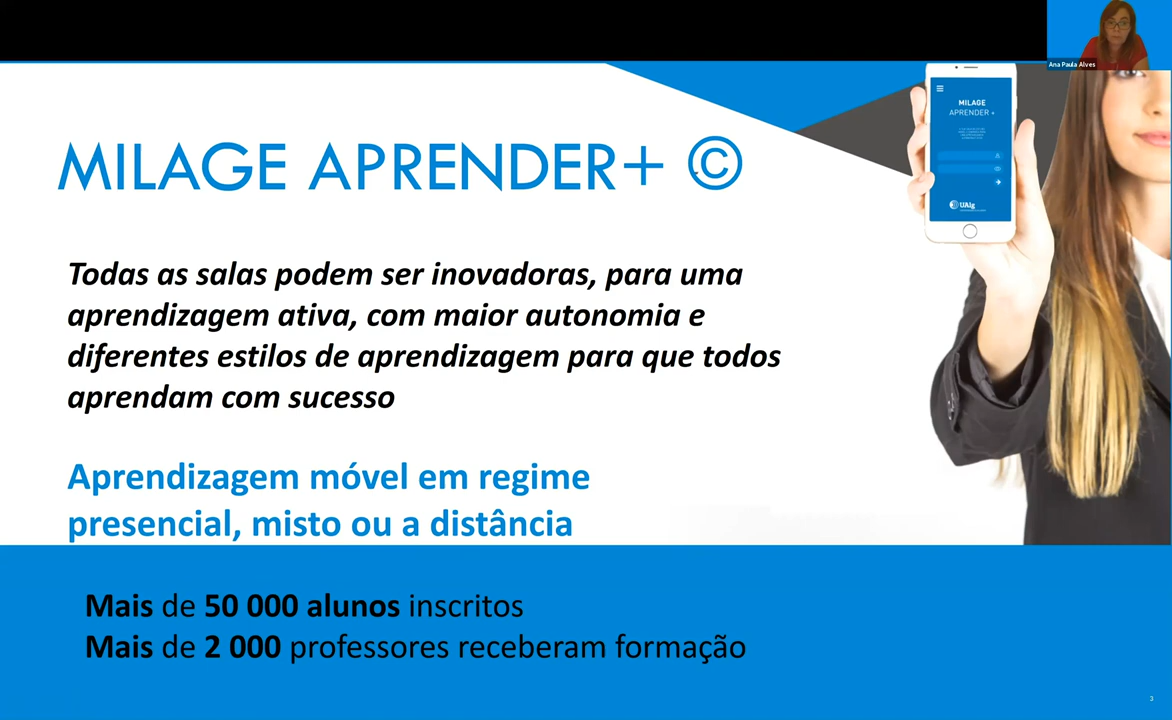 Ana Paula Alves
MILAGE
APRENDER +
UAlg
MILAGE APRENDER+ ©
Todas as salas podem ser inovadoras, para uma
aprendizagem ativa, com maior autonomia e
diferentes estilos de aprendizagem para que todos
aprendam com sucesso
Aprendizagem móvel em regime
presencial, misto ou a distância
Mais de 50 000 alunos inscritos
Mais de 2 000 professores receberam formação
3